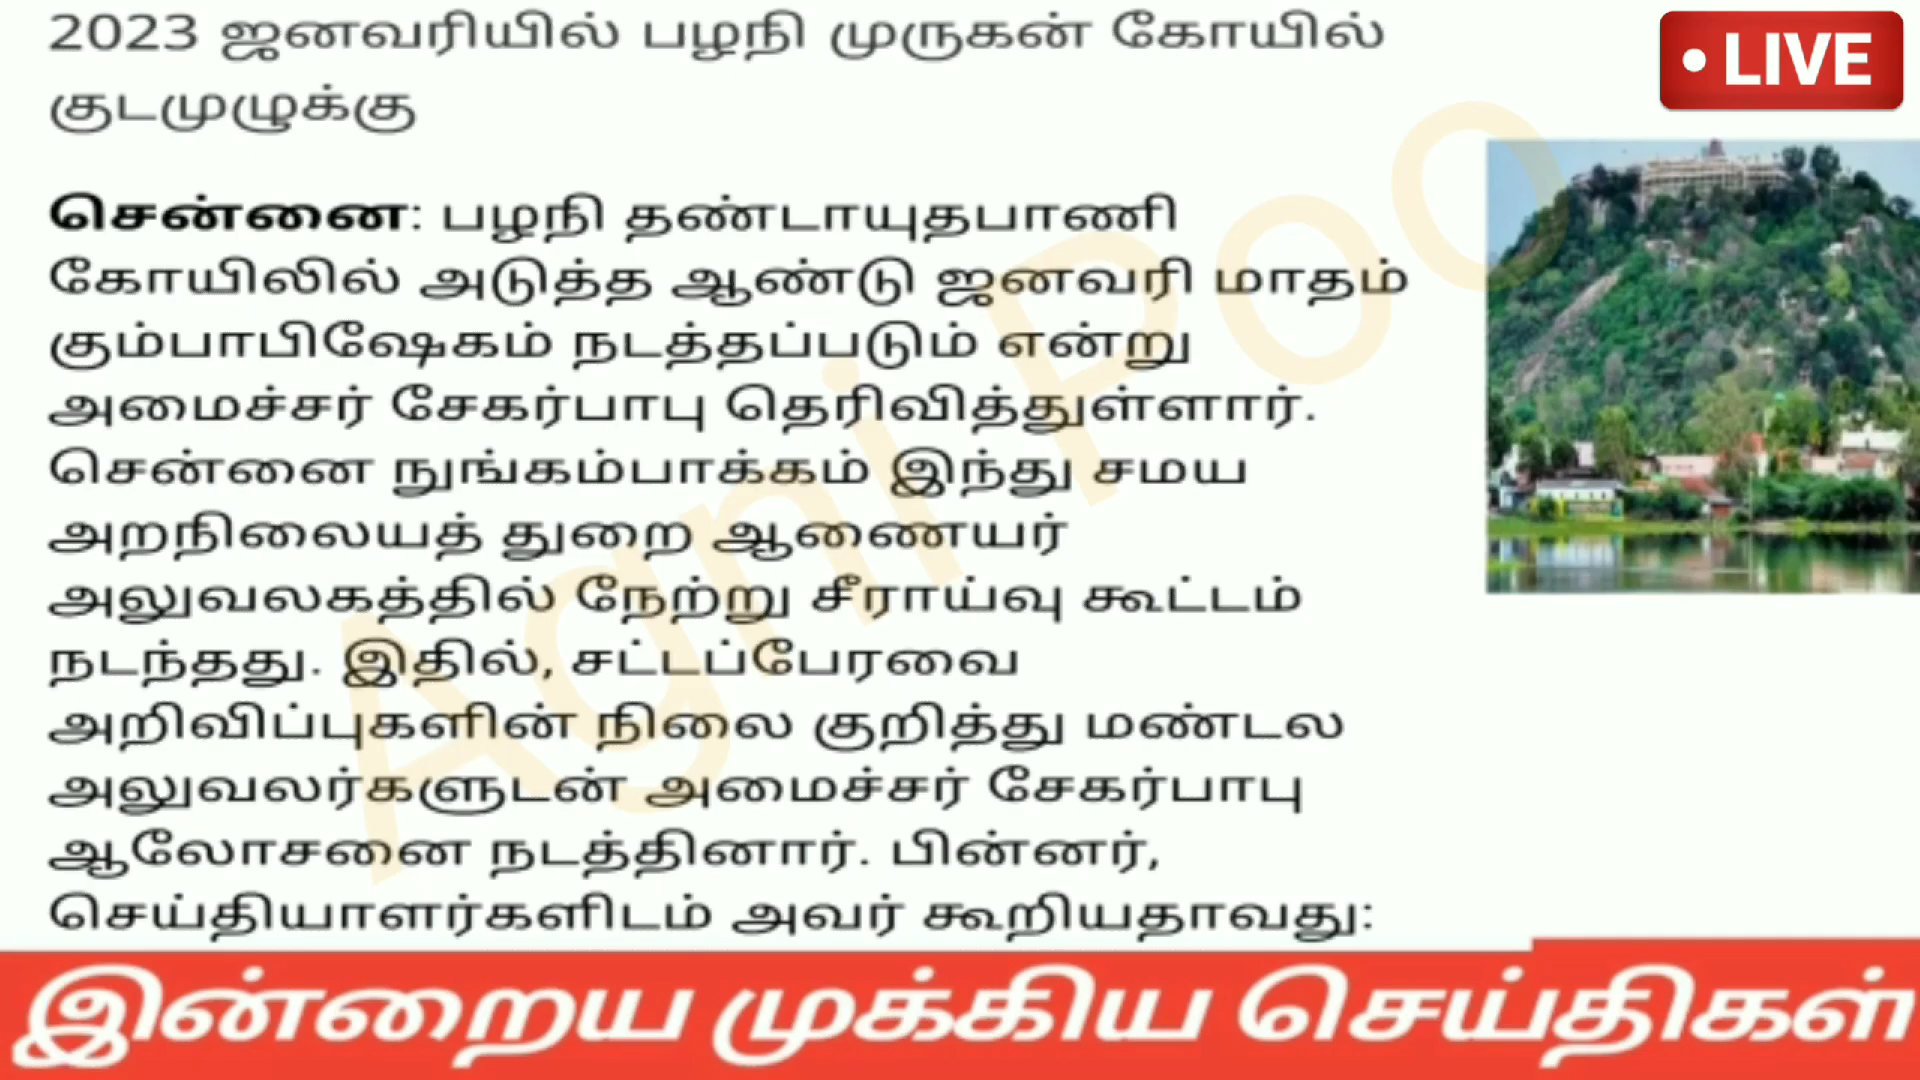 2023 ஜனவரியில் பழநி முருகன் கோயில்
குடமுழுக்கு
• LIVE
சென்னை: பழநி தண்டாயுதபாணி
கோயிலில் அடுத்த ஆண்டு ஜனவரி மாதம்
கும்பாபிஷேகம் நடத்தப்படும் என்று
அமைச்சர் சேகர்பாபு தெரிவித்துள்ளார்.
சென்னை நுங்கம்பாக்கம் இந்து சமய
அறநிலையத் துறை ஆணையர்
அலுவலகத்தில் நேற்று சீராய்வு கூட்டம்
நடந்தது. இதில், சட்டப்பேரவை
அறிவிப்புகளின் நிலை குறித்து மண்டல
அலுவலர்களுடன் அமைச்சர் சேகர்பாபு
ஆலோசனை நடத்தினார். பின்னர்,
செய்தியாளர்களிடம் அவர் கூறியதாவது:
Agni Poo
இன்றைய முக்கிய செய்திகள்